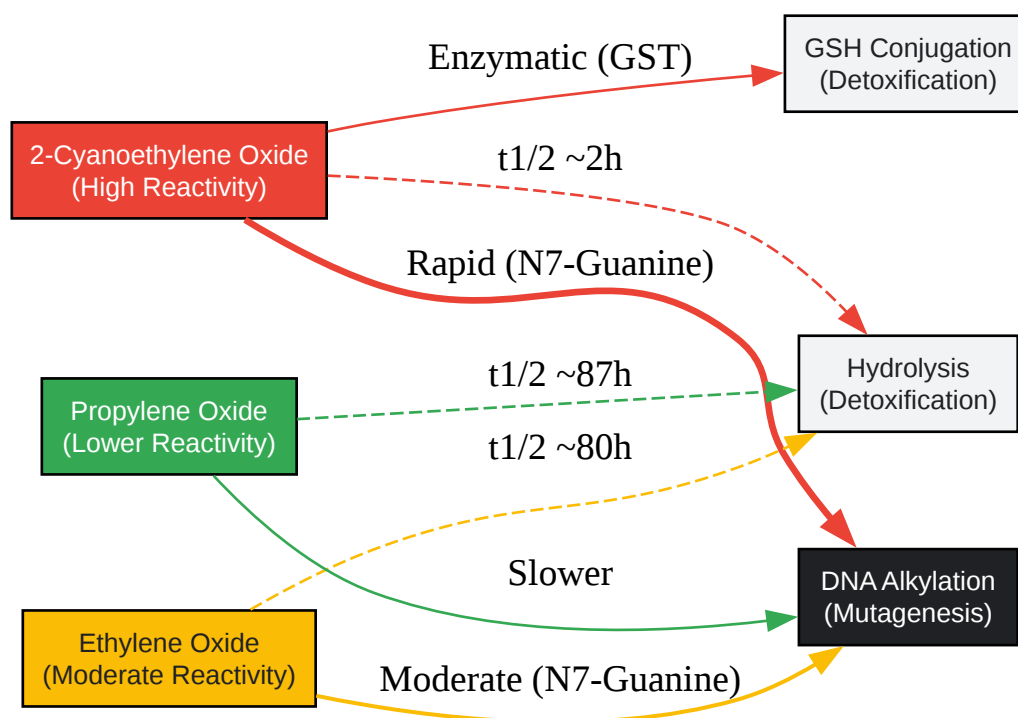 Enzymatic (GST)
GSH Conjugation
(Detoxification)
2-Cyanoethylene Oxide
(High Reactivity)
t1/2 ~2h
Rapid (N7-Guanine)
Hydrolysis
(Detoxification)
t1/2 ~87h
Propylene Oxide
(Lower Reactivity)
t1/2 ~80h
Slower
DNA Alkylation
(Mutagenesis)
Ethylene Oxide
(Moderate Reactivity)
Moderate (N7-Guanine)